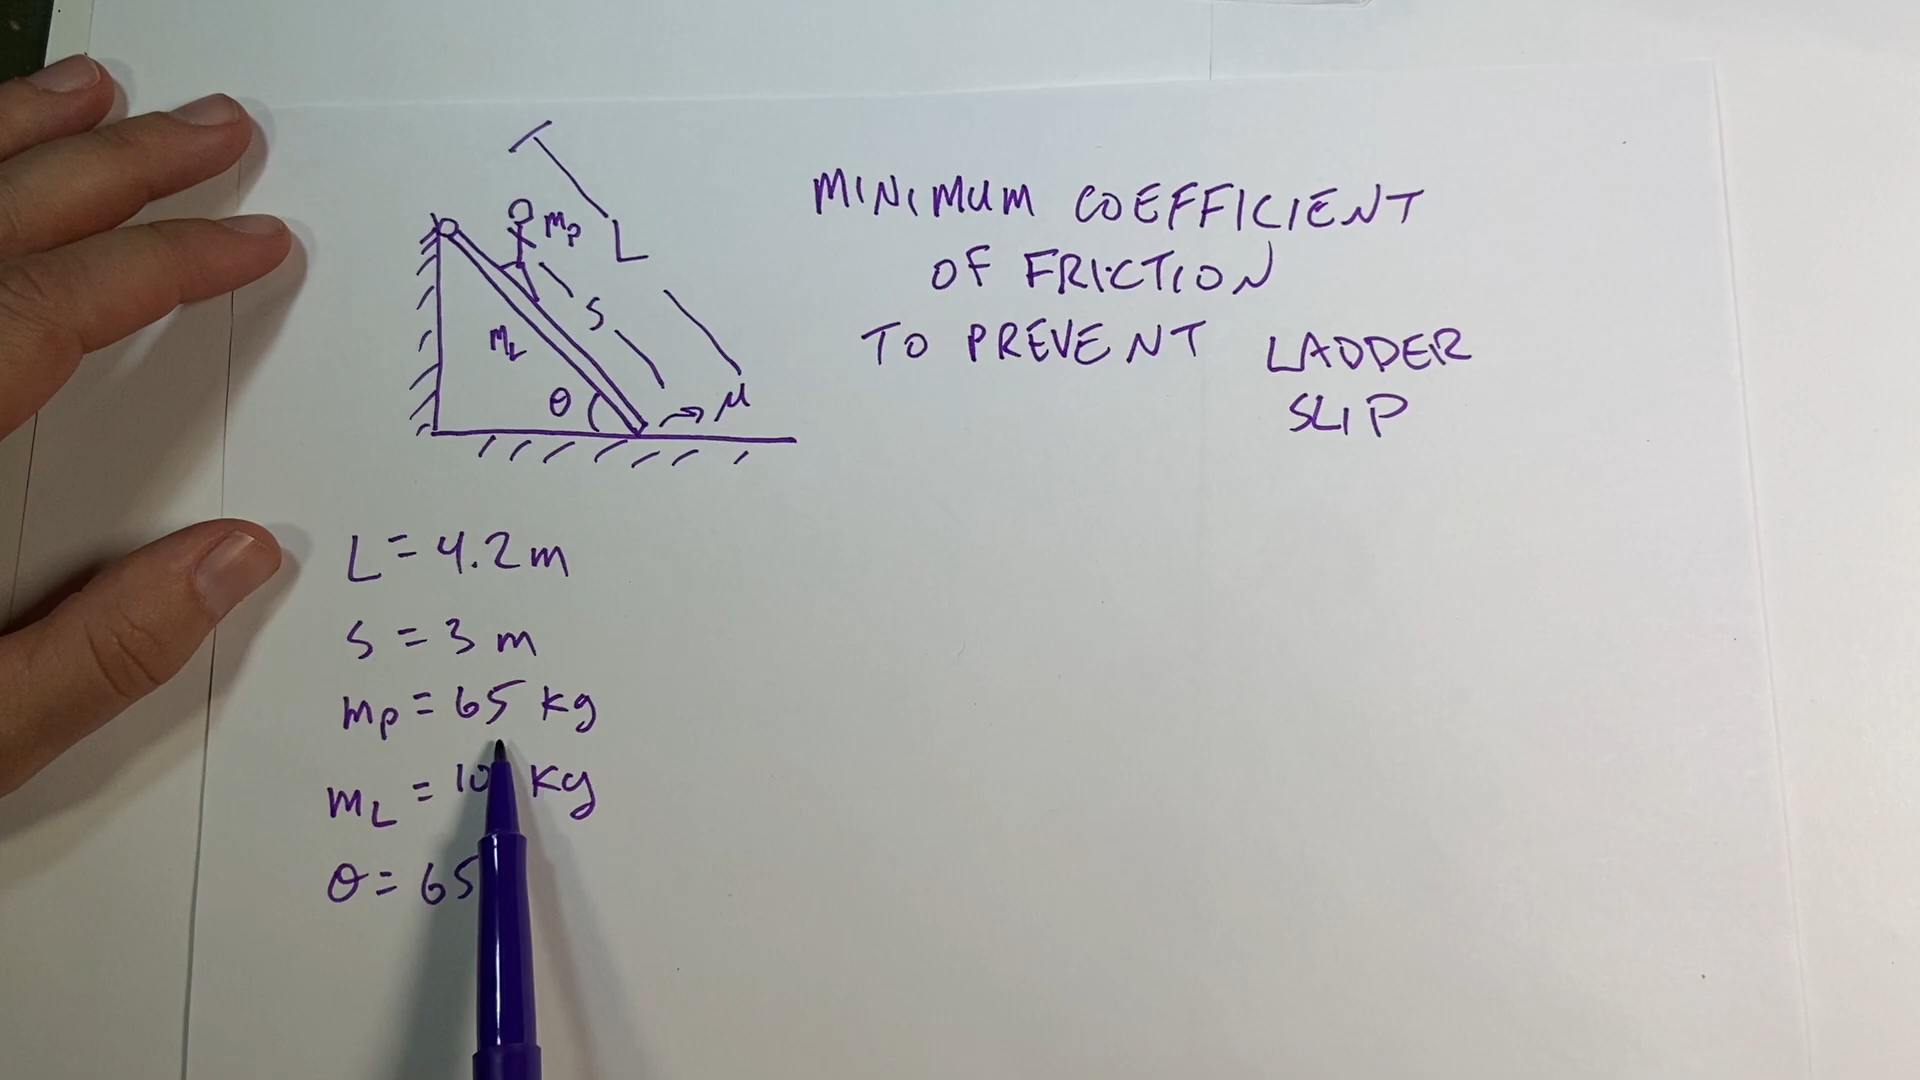 L
mp
S
mL
θ
μ
MINIMUM COEFFICIENT
OF FRICTION
TO PREVENT LADDER
SLIP
L = 4.2 m
S = 3 m
mp = 65 kg
mL = 10 kg
θ = 65